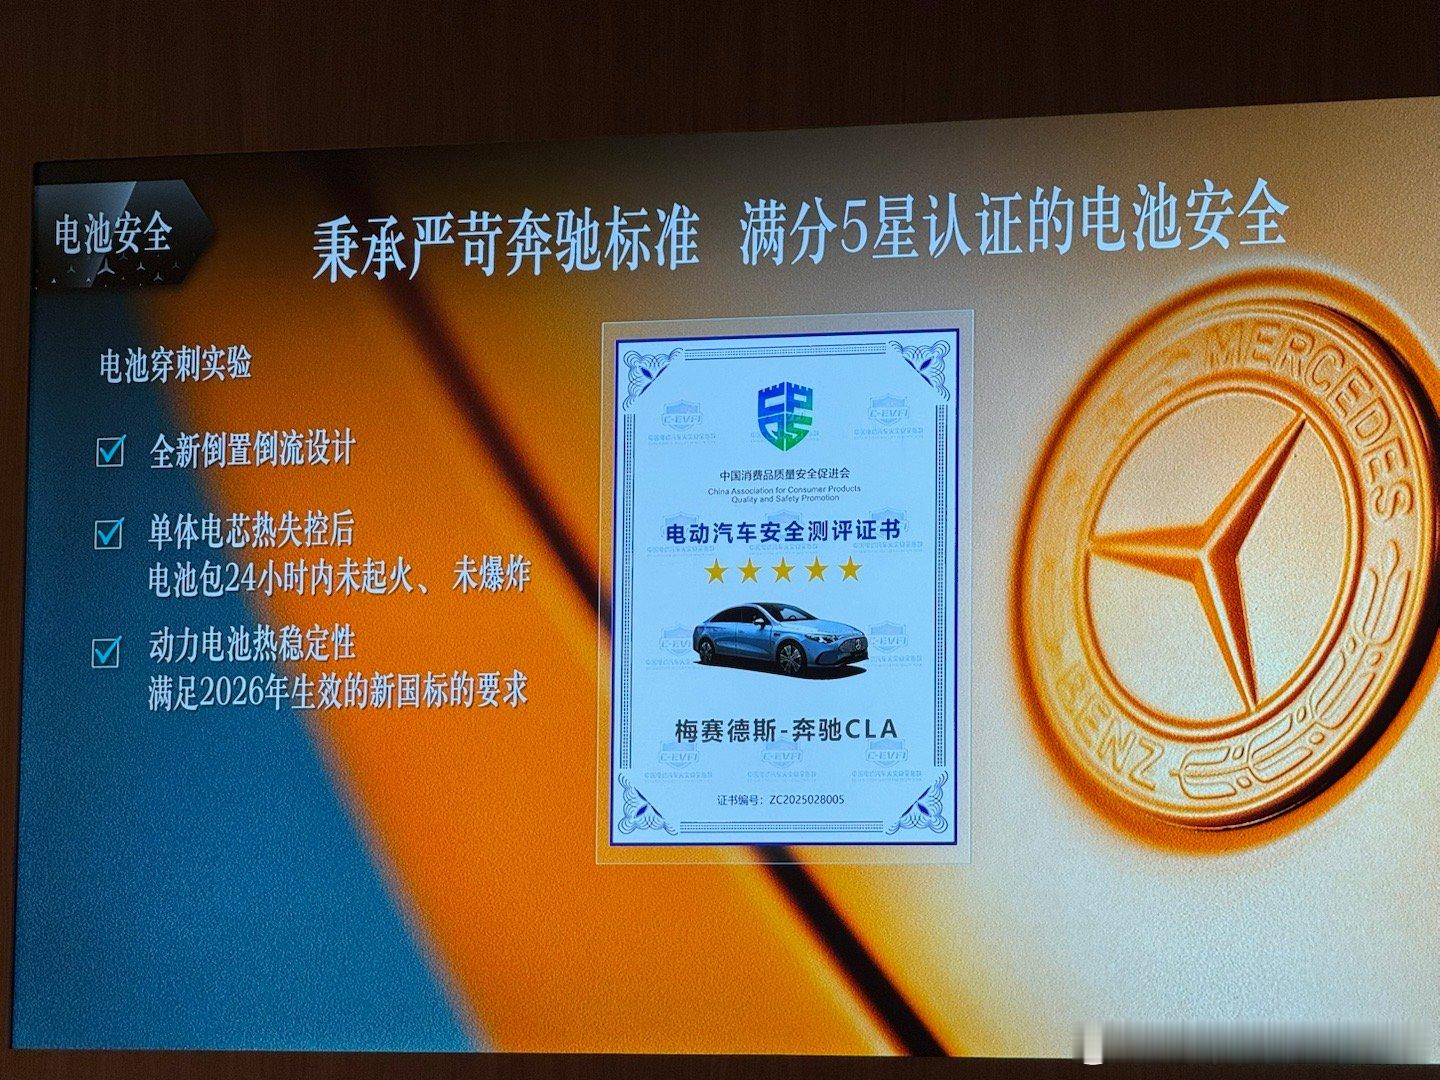 电池安全
秉承严苛奔驰标准 满分5星认证的电池安全
电池穿刺实验
全新倒置倒流设计
单体电芯热失控后
电池包24小时内未起火、未爆炸
动力电池热稳定性
满足2026年生效的新国标的要求
中国消费品质量安全促进会
China Association for Consumer Products
Quality and Safety Promotion
电动汽车安全测评证书
梅赛德斯-奔驰CLA
证书编号：ZC2025028005
C-EVFI
MERCEDES
BENZ